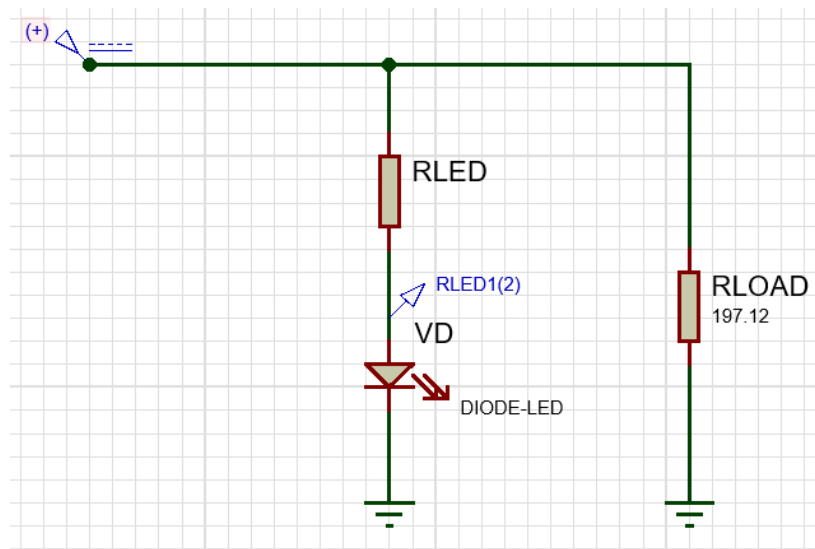 (+)
RLED
RLED1(2)
VD
DIODE-LED
RLOAD
197.12